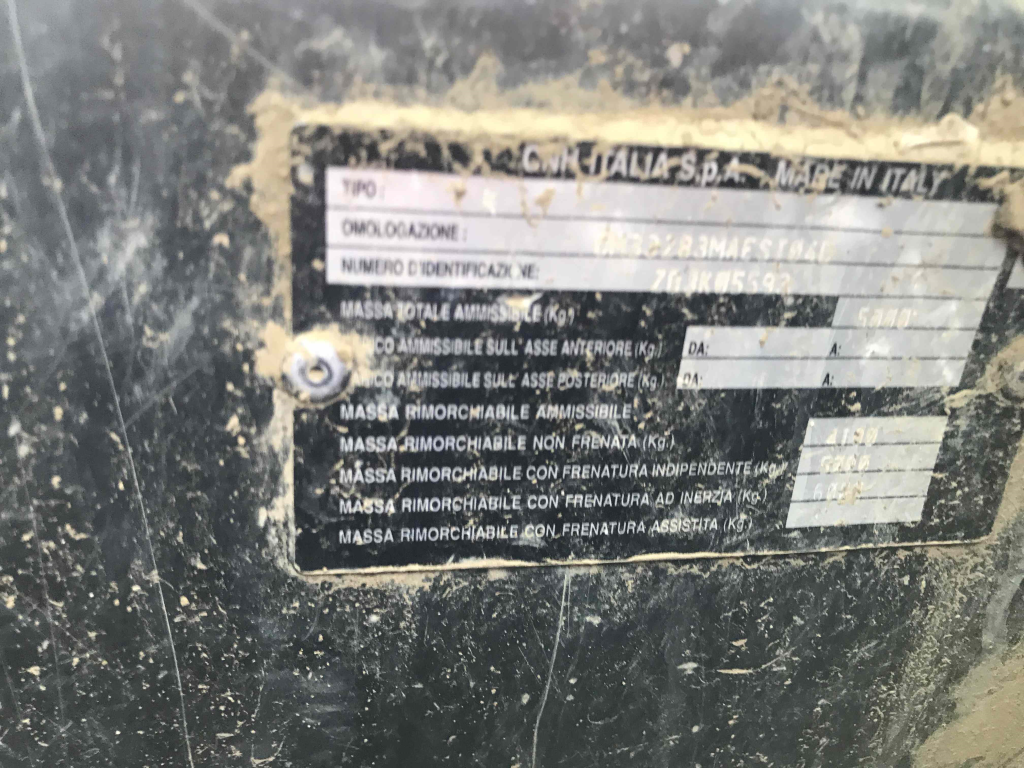 CNH ITALIA S.p.A. - MADE IN ITALY
TIPO:
OMOLOGAZIONE:
NUMERO D'IDENTIFICAZIONE:
MASSA TOTALE AMMISSIBILE (Kg.)
AMMISSIBILE SULL'ASSE ANTERIORE (Kg.) DA: A:
AMMISSIBILE SULL'ASSE POSTERIORE (Kg.) DA: A:
MASSA RIMORCHIABILE AMMISSIBILE:
MASSA RIMORCHIABILE NON FRENATA (Kg.)
MASSA RIMORCHIABILE CON FRENATURA INDIPENDENTE (Kg.)
MASSA RIMORCHIABILE CON FRENATURA AD INERZIA (Kg.)
MASSA RIMORCHIABILE CON FRENATURA ASSISTITA (Kg.)